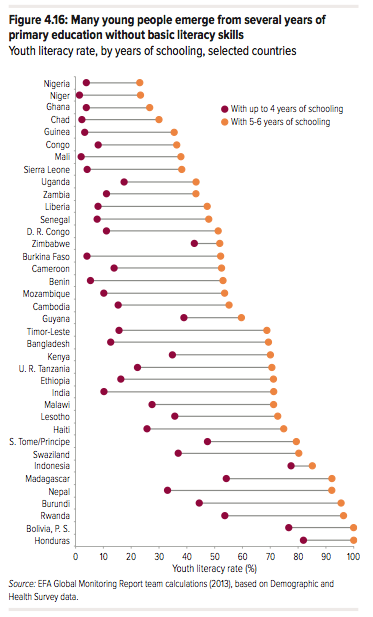 Figure 4.16: Many young people emerge from several years of
primary education without basic literacy skills
Youth literacy rate, by years of schooling, selected countries
With up to 4 years of schooling
With 5-6 years of schooling
Nigeria
Niger
Ghana
Chad
Guinea
Congo
Mali
Sierra Leone
Uganda
Zambia
Liberia
Senegal
D. R. Congo
Zimbabwe
Burkina Faso
Cameroon
Benin
Mozambique
Cambodia
Guyana
Timor-Leste
Bangladesh
Kenya
U. R. Tanzania
Ethiopia
India
Malawi
Lesotho
Haiti
S. Tome/Principe
Swaziland
Indonesia
Madagascar
Nepal
Burundi
Rwanda
Bolivia, P. S.
Honduras
0 10 20 30 40 50 60 70 80 90 100
Youth literacy rate (%)
Source: EFA Global Monitoring Report team calculations (2013), based on Demographic and
Health Survey data.